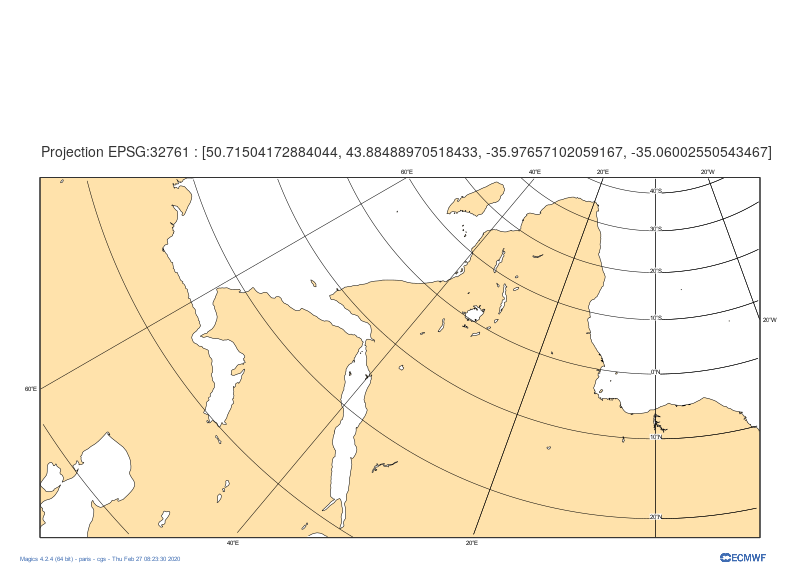 Projection EPSG:32761 : [50.71504172884044, 43.88488970518433, -35.97657102059167, -35.06002550543467]
60°E 40°E 20°E 20°W
40°S
30°S
20°S
10°S
20°W
0°N
60°E
10°N
20°N
40°E 20°E
Magics 4.2.4 (64 bit) - paris - cgs - Thu Feb 27 08:23:30 2020
ECMWF